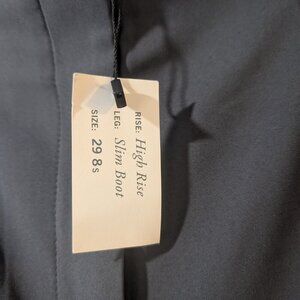 RISE: High Rise
LEG: Slim Boot
SIZE: 29 8s